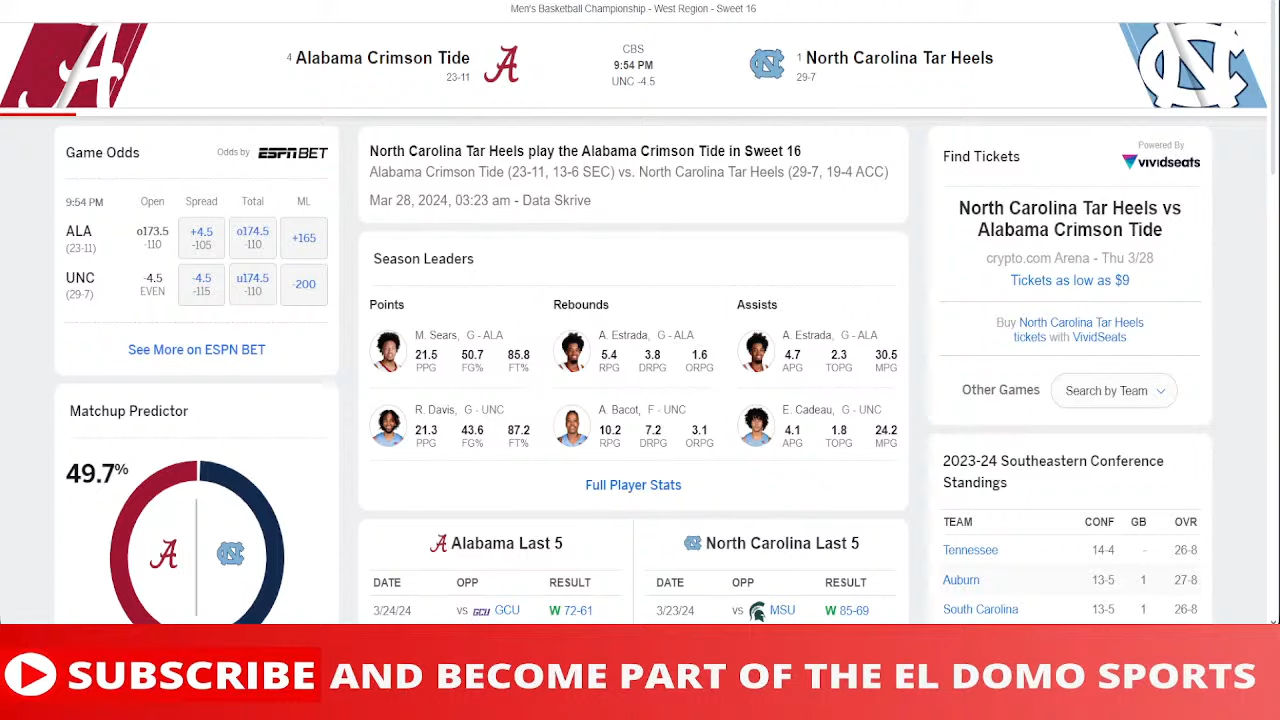 Men's Basketball Championship - West Region - Sweet 16
4 Alabama Crimson Tide
23-11
CBS
9:54 PM
UNC -4.5
1 North Carolina Tar Heels
29-7
Game Odds
Odds by ESPN BET
9:54 PM Open Spread Total ML
ALA o173.5 +4.5 o174.5 +165
(23-11) -110 -105 -110
UNC -4.5 -4.5 u174.5 -200
(29-7) EVEN -115 -110
See More on ESPN BET
Matchup Predictor
49.7%
North Carolina Tar Heels play the Alabama Crimson Tide in Sweet 16
Alabama Crimson Tide (23-11, 13-6 SEC) vs. North Carolina Tar Heels (29-7, 19-4 ACC)
Mar 28, 2024, 03:23 am - Data Skrive
Season Leaders
Points Rebounds Assists
M. Sears, G - ALA A. Estrada, G - ALA A. Estrada, G - ALA
21.5 50.7 85.8 5.4 3.8 1.6 4.7 2.3 30.5
PPG FG% FT% RPG DRPG ORPG APG TOPG MPG
R. Davis, G - UNC A. Bacot, F - UNC E. Cadeau, G - UNC
21.3 43.6 87.2 10.2 7.2 3.1 4.1 1.8 24.2
PPG FG% FT% RPG DRPG ORPG APG TOPG MPG
Full Player Stats
Alabama Last 5
DATE OPP RESULT
3/24/24 vs GCU GCU W 72-61
North Carolina Last 5
DATE OPP RESULT
3/23/24 vs MSU W 85-69
Find Tickets
Powered By
vividseats
North Carolina Tar Heels vs
Alabama Crimson Tide
crypto.com Arena - Thu 3/28
Tickets as low as $9
Buy North Carolina Tar Heels
tickets with VividSeats
Other Games Search by Team
2023-24 Southeastern Conference
Standings
TEAM CONF GB OVR
Tennessee 14-4 - 26-8
Auburn 13-5 1 27-8
South Carolina 13-5 1 26-8
SUBSCRIBE AND BECOME PART OF THE EL DOMO SPORTS